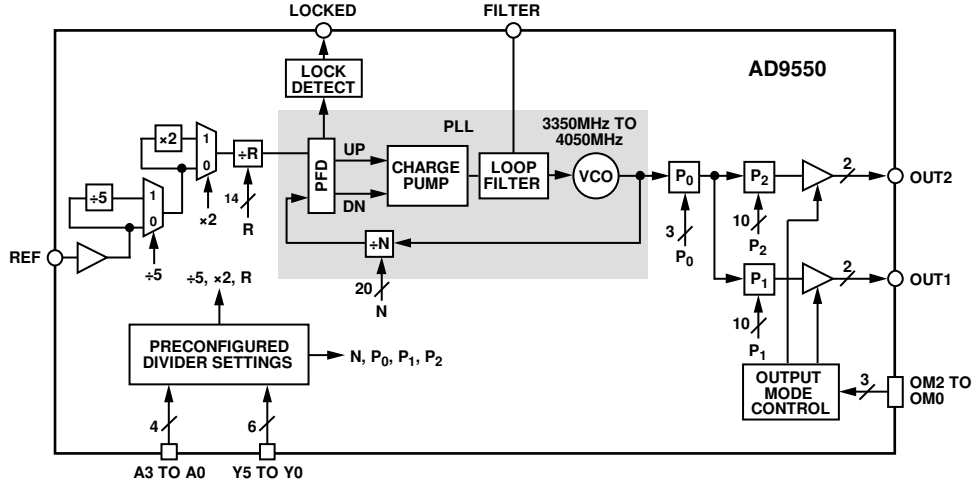 LOCKED
FILTER
AD9550
LOCK
DETECT
PLL
3350MHz TO
4050MHz
×2
1
0
÷R
14
R
×2
PFD
UP
DN
CHARGE
PUMP
LOOP
FILTER
VCO
P0
3
P0
P2
10
P2
2
OUT2
÷5
1
0
÷5
REF
÷N
20
N
P1
10
P1
2
OUT1
÷5, ×2, R
PRECONFIGURED
DIVIDER SETTINGS
N, P0, P1, P2
OUTPUT
MODE
CONTROL
3
OM2 TO
OM0
4
6
A3 TO A0
Y5 TO Y0